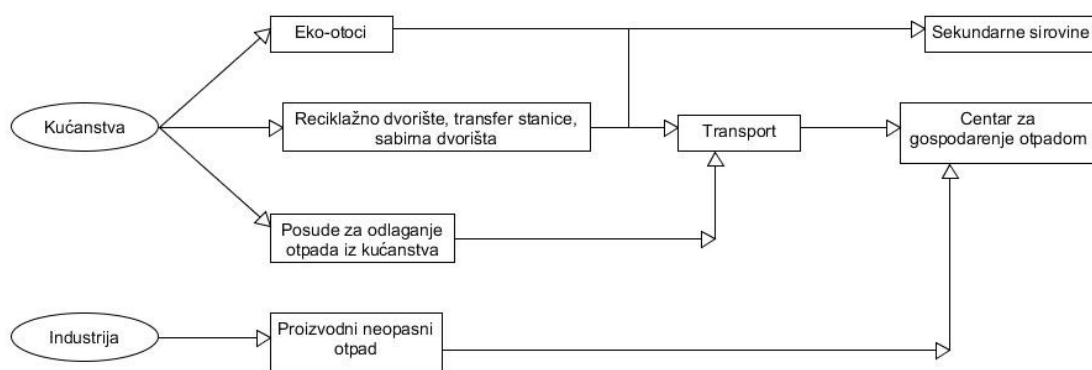 Eko-otoci
Sekundarne sirovine
Kućanstva
Reciklažno dvorište, transfer stanice,
sabirna dvorišta
Transport
Centar za
gospodarenje otpadom
Posude za odlaganje
otpada iz kućanstva
Industrija
Proizvodni neopasni
otpad